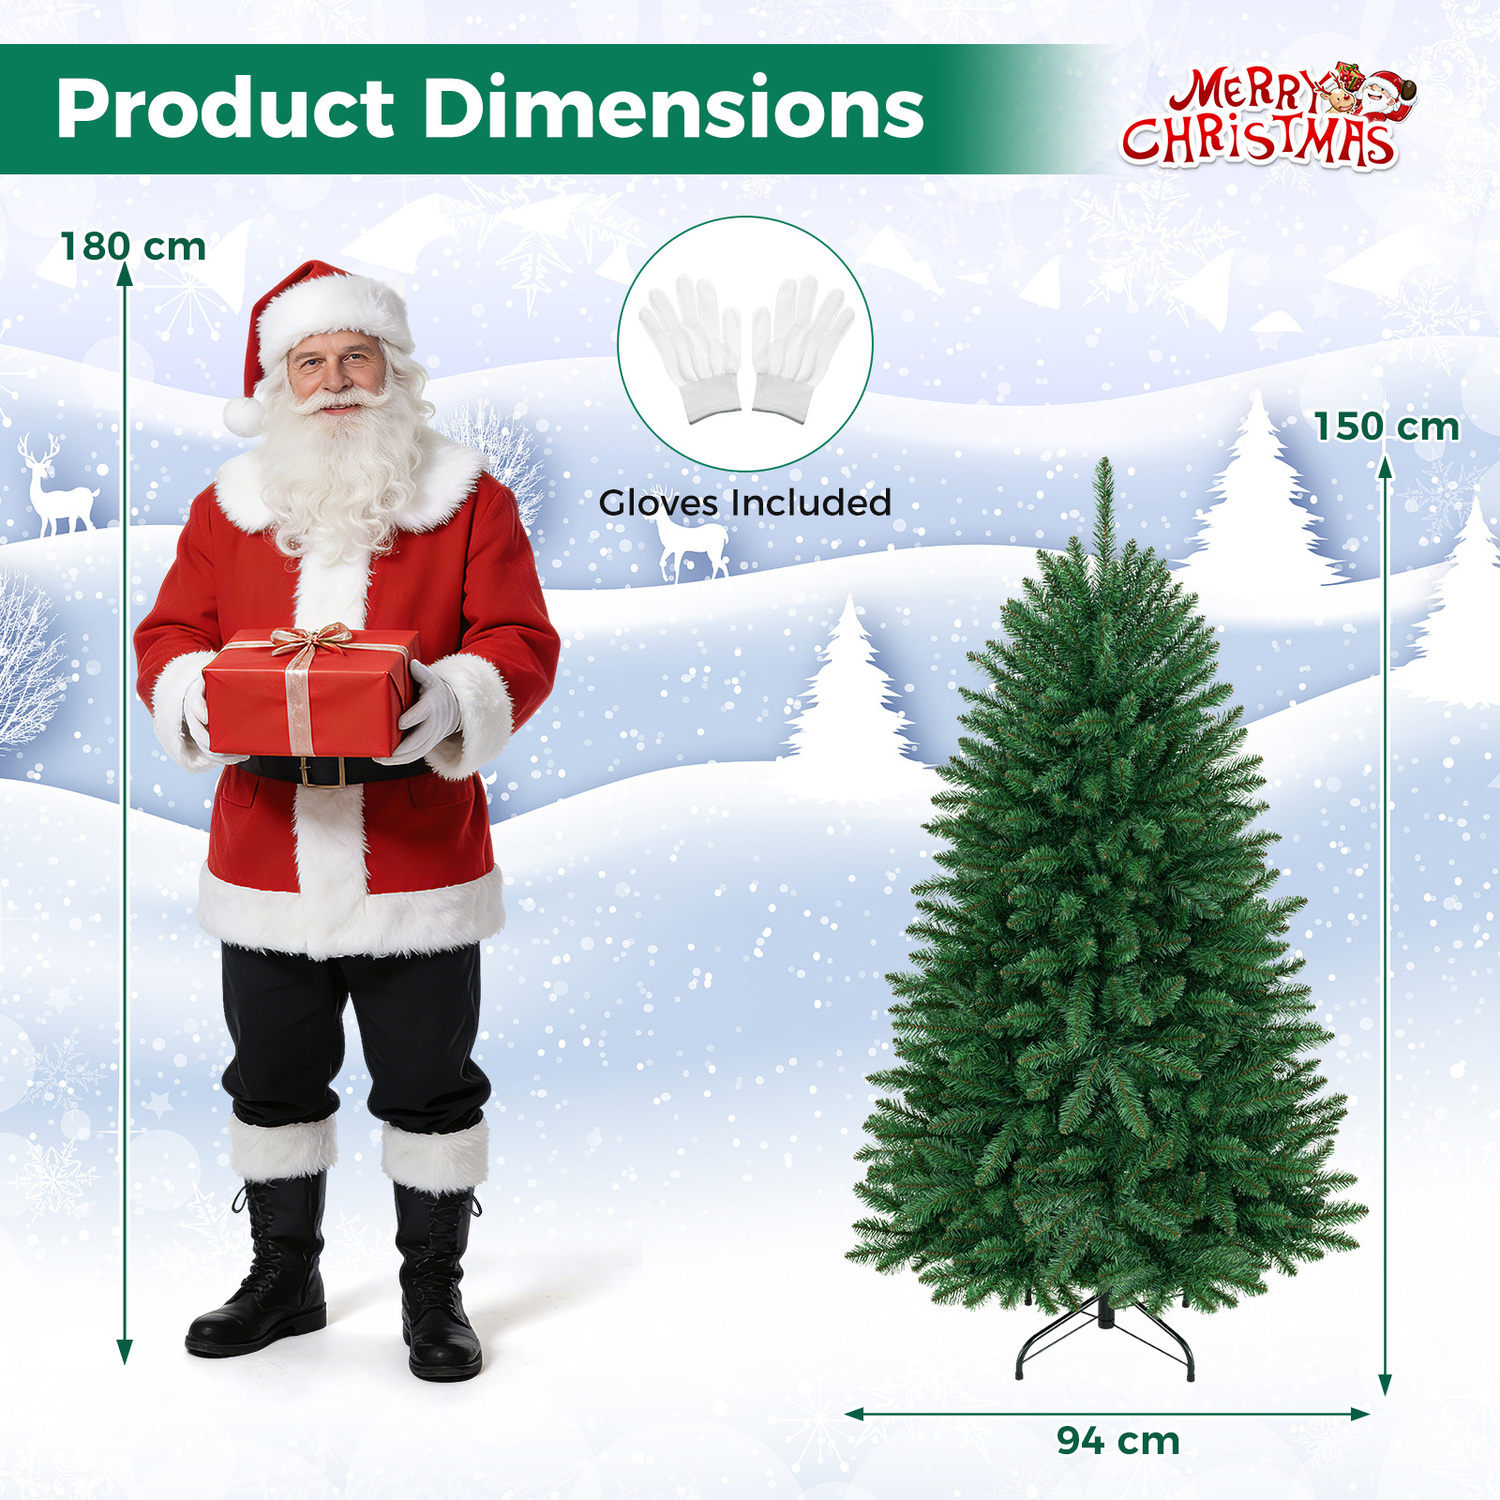 Product Dimensions
MERRY
CHRiSTMAS
180 cm
Gloves Included
150 cm
94 cm